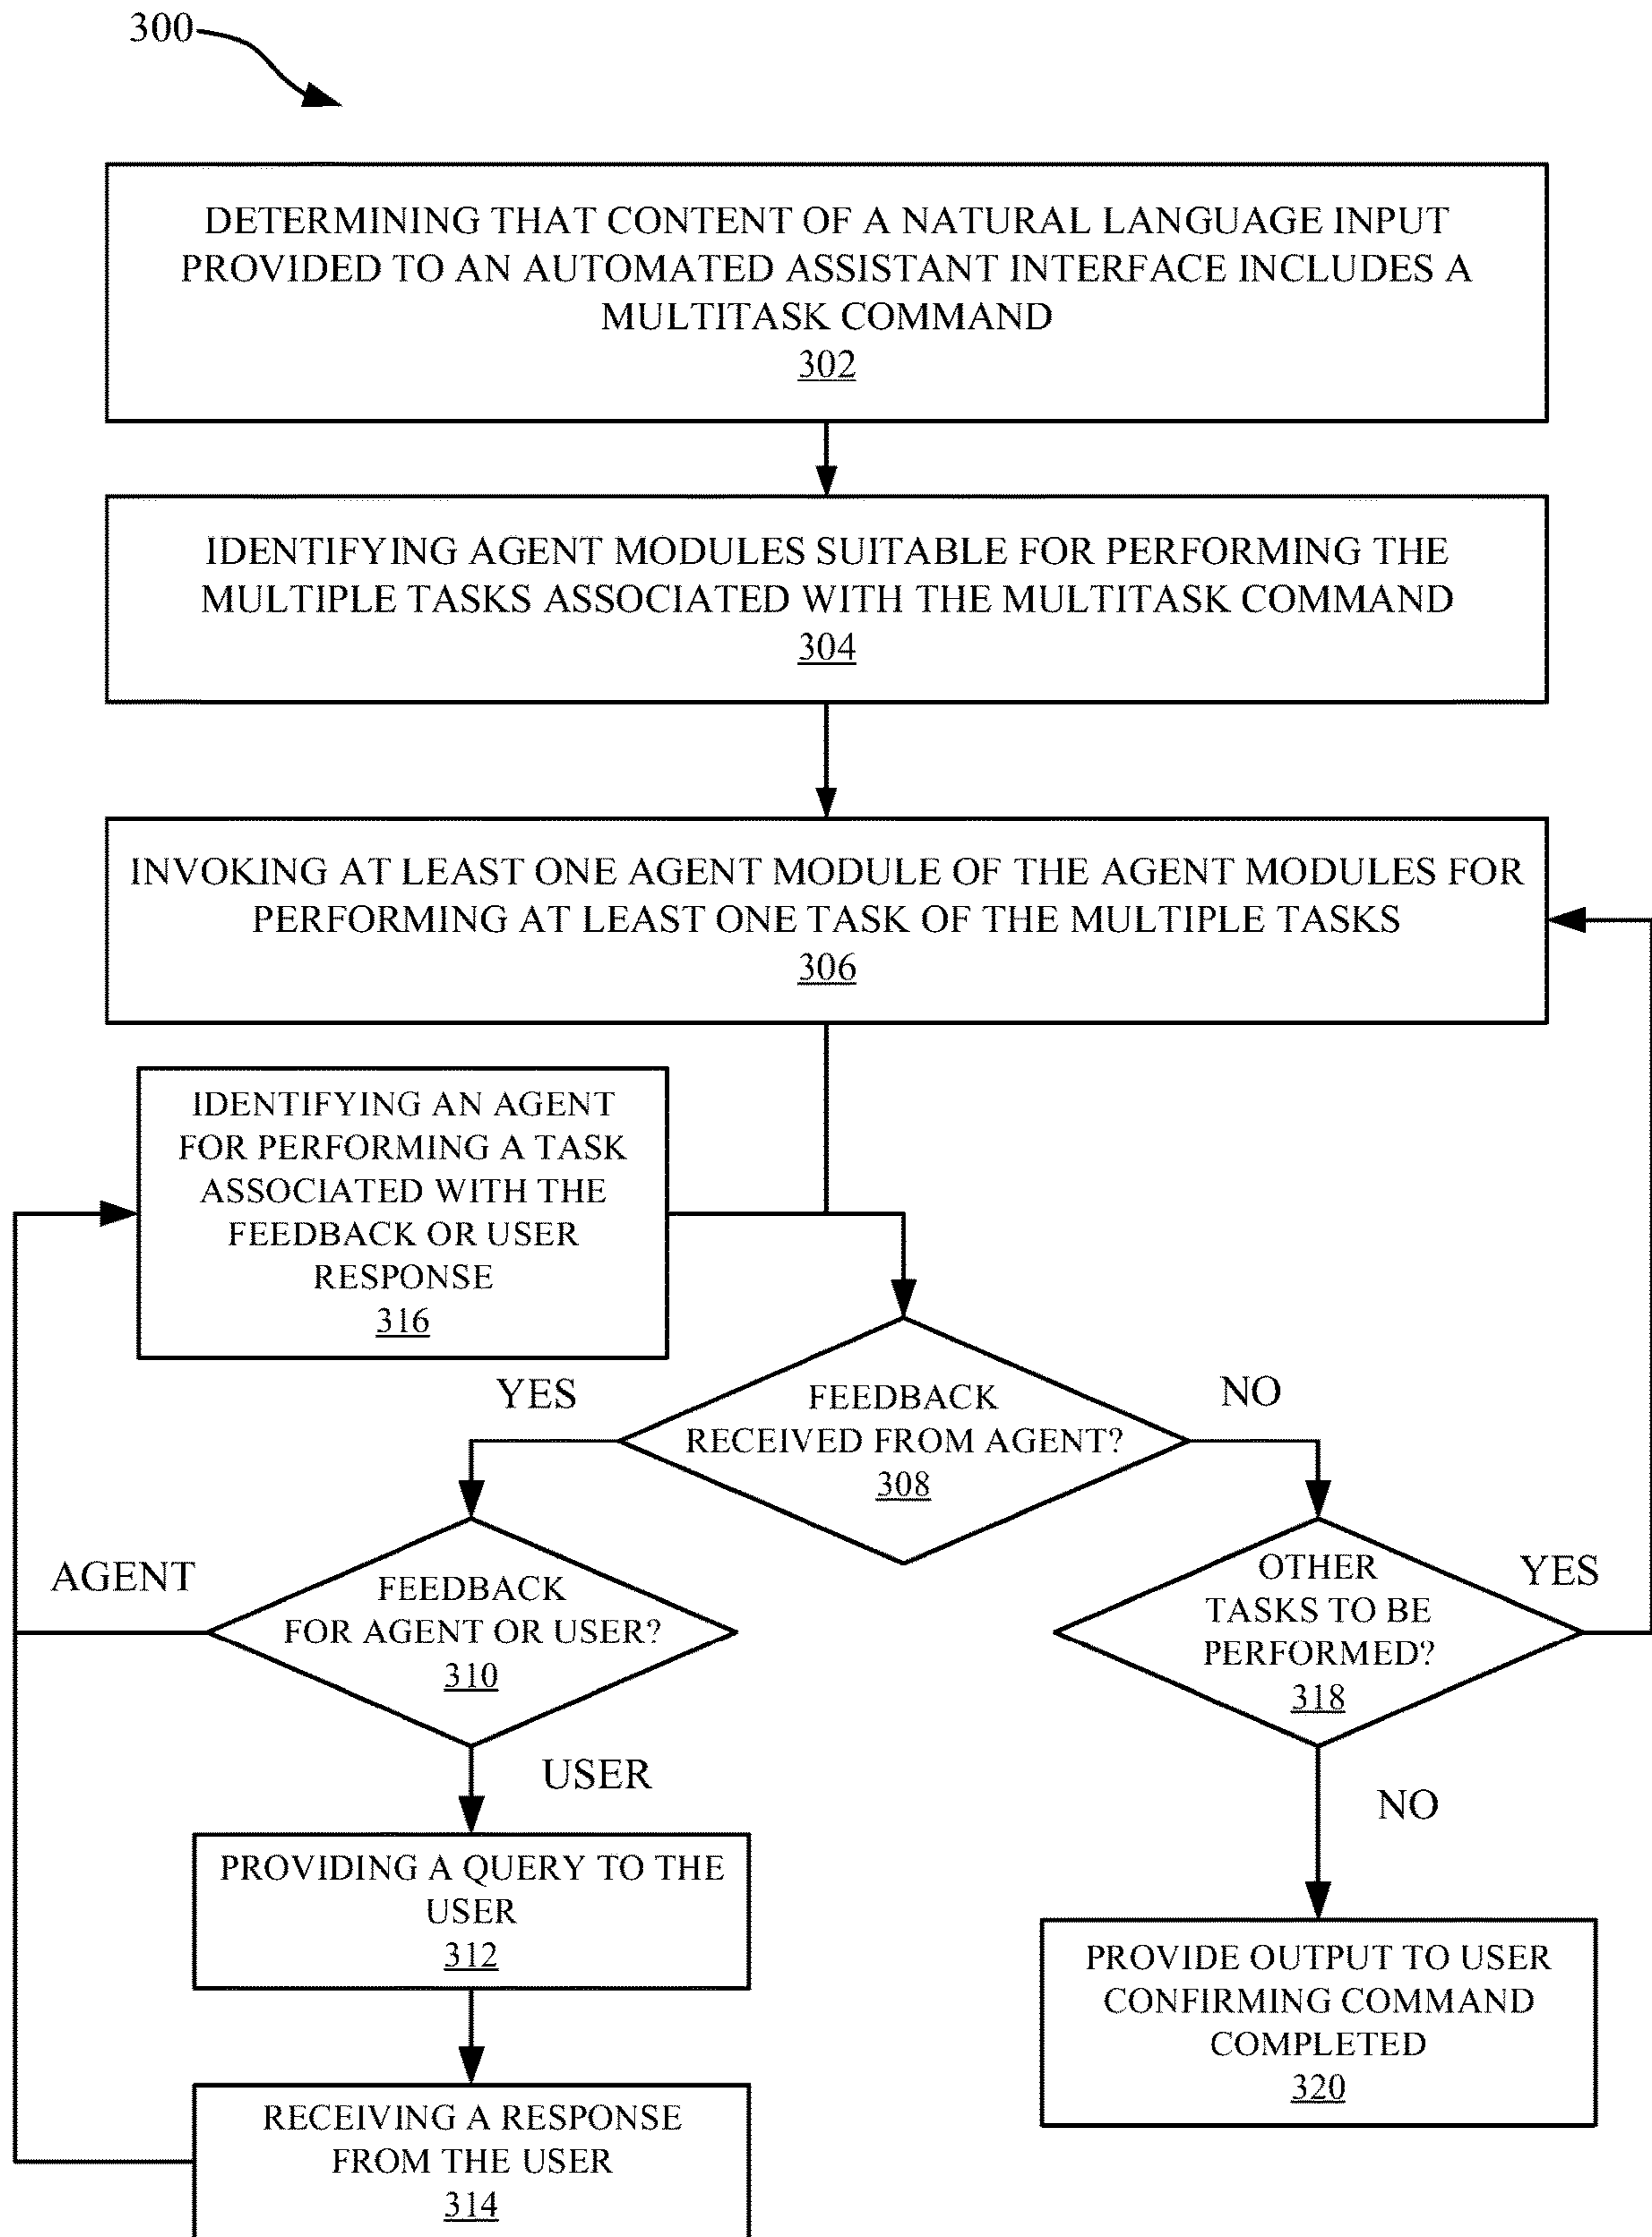 300
DETERMINING THAT CONTENT OF A NATURAL LANGUAGE INPUT
PROVIDED TO AN AUTOMATED ASSISTANT INTERFACE INCLUDES A
MULTITASK COMMAND
302
IDENTIFYING AGENT MODULES SUITABLE FOR PERFORMING THE
MULTIPLE TASKS ASSOCIATED WITH THE MULTITASK COMMAND
304
INVOKING AT LEAST ONE AGENT MODULE OF THE AGENT MODULES FOR
PERFORMING AT LEAST ONE TASK OF THE MULTIPLE TASKS
306
IDENTIFYING AN AGENT
FOR PERFORMING A TASK
ASSOCIATED WITH THE
FEEDBACK OR USER
RESPONSE
316
YES
FEEDBACK
RECEIVED FROM AGENT?
308
NO
AGENT
FEEDBACK
FOR AGENT OR USER?
310
OTHER
TASKS TO BE
PERFORMED?
318
YES
USER
NO
PROVIDING A QUERY TO THE
USER
312
PROVIDE OUTPUT TO USER
CONFIRMING COMMAND
COMPLETED
320
RECEIVING A RESPONSE
FROM THE USER
314